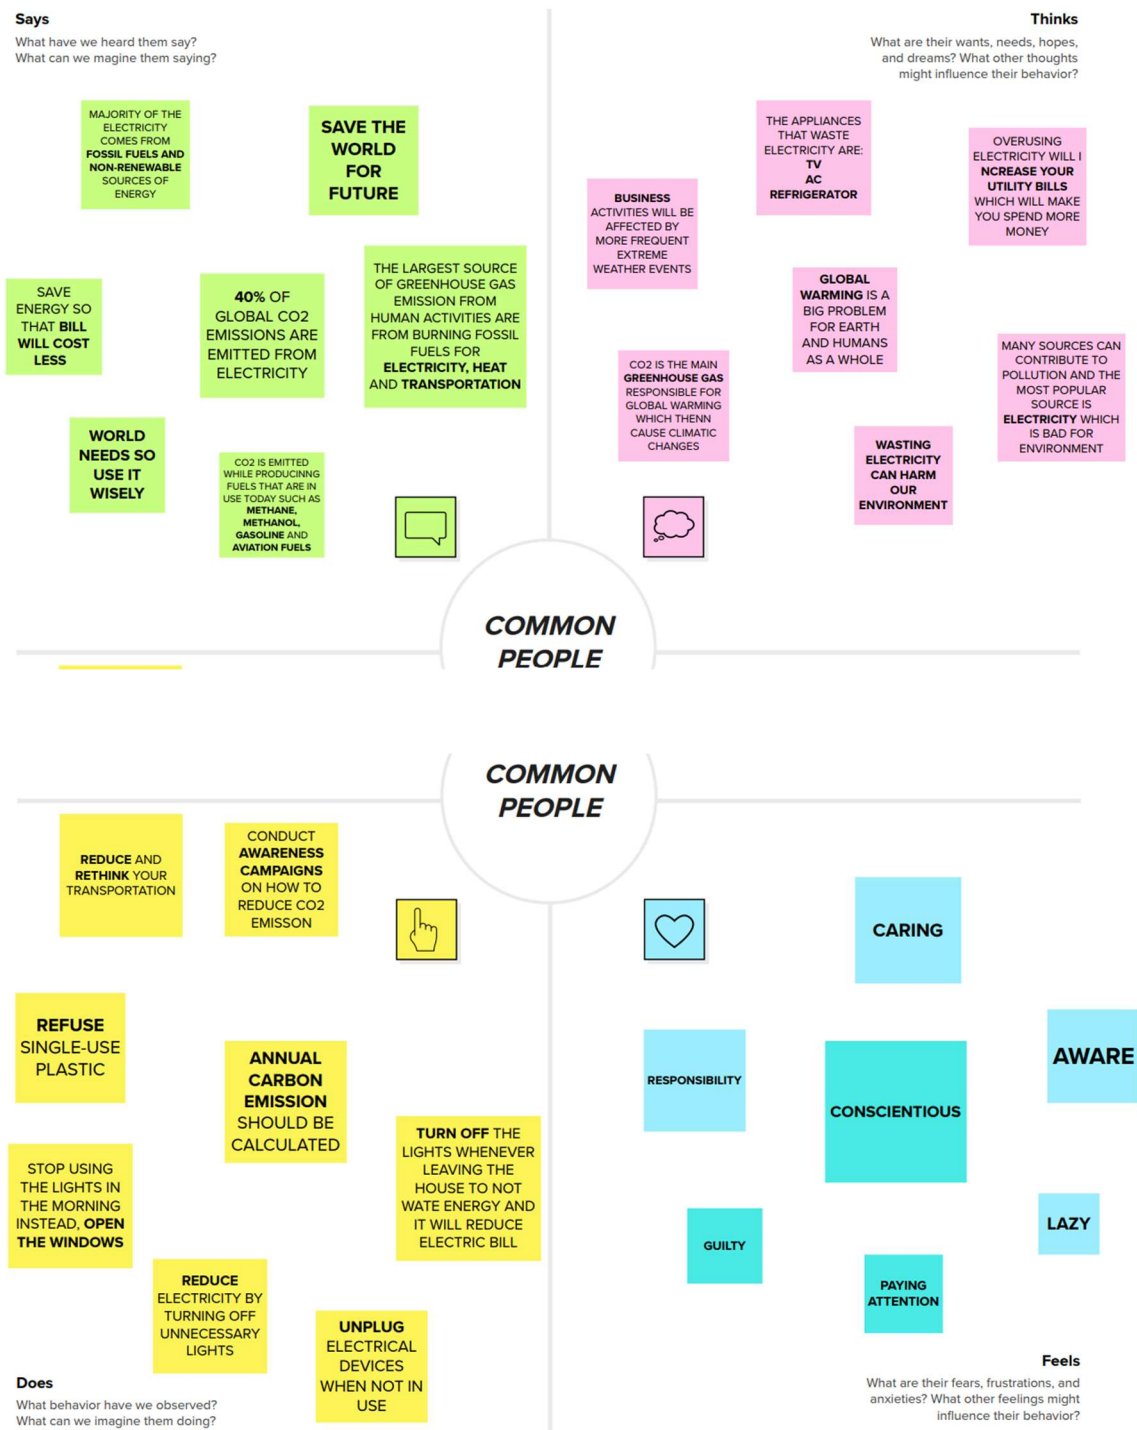 Says
What have we heard them say?
What can we magine them saying?
Thinks
What are their wants, needs, hopes,
and dreams? What other thoughts
might influence their behavior?
MAJORITY OF THE
ELECTRICITY
COMES FROM
FOSSIL FUELS AND
NON-RENEWABLE
SOURCES OF
ENERGY
SAVE THE
WORLD
FOR
FUTURE
SAVE
ENERGY SO
THAT BILL
WILL COST
LESS
40% OF
GLOBAL CO2
EMISSIONS ARE
EMITTED FROM
ELECTRICITY
THE LARGEST SOURCE
OF GREENHOUSE GAS
EMISSION FROM
HUMAN ACTIVITIES ARE
FROM BURNING FOSSIL
FUELS FOR
ELECTRICITY, HEAT
AND TRANSPORTATION
WORLD
NEEDS SO
USE IT
WISELY
CO2 IS EMITTED
WHILE PRODUCINNG
FUELS THAT ARE IN
USE TODAY SUCH AS
METHANE,
METHANOL,
GASOLINE AND
AVIATION FUELS
BUSINESS
ACTIVITIES WILL BE
AFFECTED BY
MORE FREQUENT
EXTREME
WEATHER EVENTS
THE APPLIANCES
THAT WASTE
ELECTRICITY ARE:
TV
AC
REFRIGERATOR
OVERUSING
ELECTRICITY WILL I
NCREASE YOUR
UTILITY BILLS
WHICH WILL MAKE
YOU SPEND MORE
MONEY
GLOBAL
WARMING IS A
BIG PROBLEM
FOR EARTH
AND HUMANS
AS A WHOLE
CO2 IS THE MAIN
GREENHOUSE GAS
RESPONSIBLE FOR
GLOBAL WARMING
WHICH THENN
CAUSE CLIMATIC
CHANGES
MANY SOURCES CAN
CONTRIBUTE TO
POLLUTION AND THE
MOST POPULAR
SOURCE IS
ELECTRICITY WHICH
IS BAD FOR
ENVIRONMENT
WASTING
ELECTRICITY
CAN HARM
OUR
ENVIRONMENT
COMMON
PEOPLE
COMMON
PEOPLE
REDUCE AND
RETHINK YOUR
TRANSPORTATION
CONDUCT
AWARENESS
CAMPAIGNS
ON HOW TO
REDUCE CO2
EMISSON
REFUSE
SINGLE-USE
PLASTIC
ANNUAL
CARBON
EMISSION
SHOULD BE
CALCULATED
TURN OFF THE
LIGHTS WHENEVER
LEAVING THE
HOUSE TO NOT
WATE ENERGY AND
IT WILL REDUCE
ELECTRIC BILL
STOP USING
THE LIGHTS IN
THE MORNING
INSTEAD, OPEN
THE WINDOWS
REDUCE
ELECTRICITY BY
TURNING OFF
UNNECESSARY
LIGHTS
UNPLUG
ELECTRICAL
DEVICES
WHEN NOT IN
USE
Does
What behavior have we observed?
What can we imagine them doing?
CARING
AWARE
RESPONSIBILITY
CONSCIENTIOUS
LAZY
GUILTY
PAYING
ATTENTION
Feels
What are their fears, frustrations, and
anxieties? What other feelings might
influence their behavior?